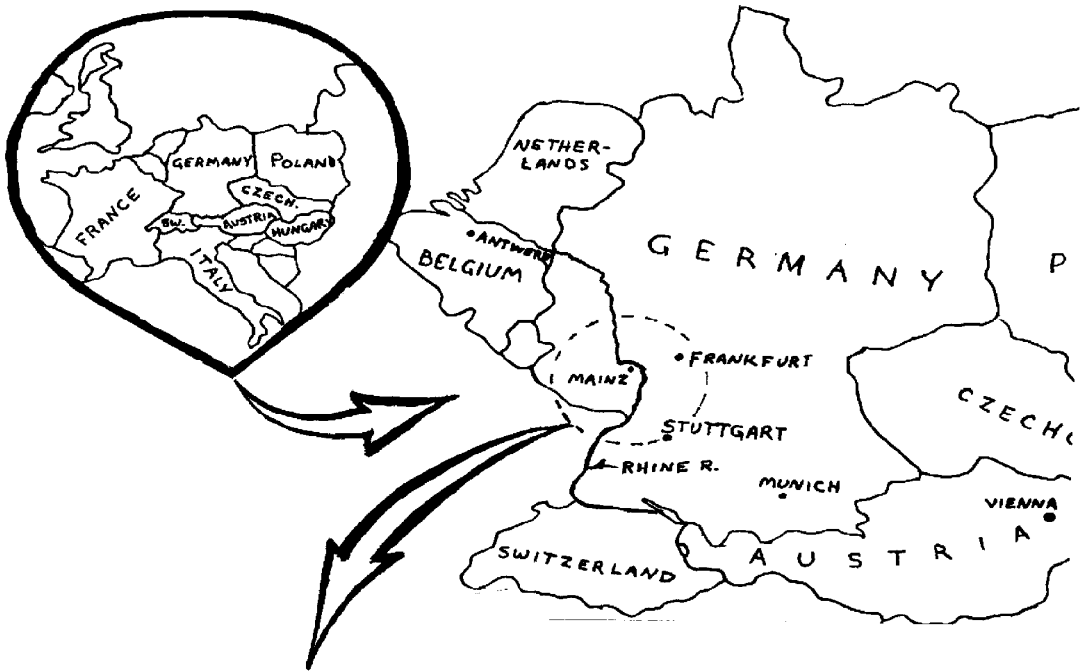 GERMANY
POLAND
CZECH.
FRANCE
SW.
AUSTRIA
HUNGARY
ITALY
NETHER-
LANDS
ANTWERP
BELGIUM
GERMANY
P
FRANKFURT
MAINZ
CZECHO
STUTTGART
RHINE R.
MUNICH
VIENNA
AUSTRIA
SWITZERLAND